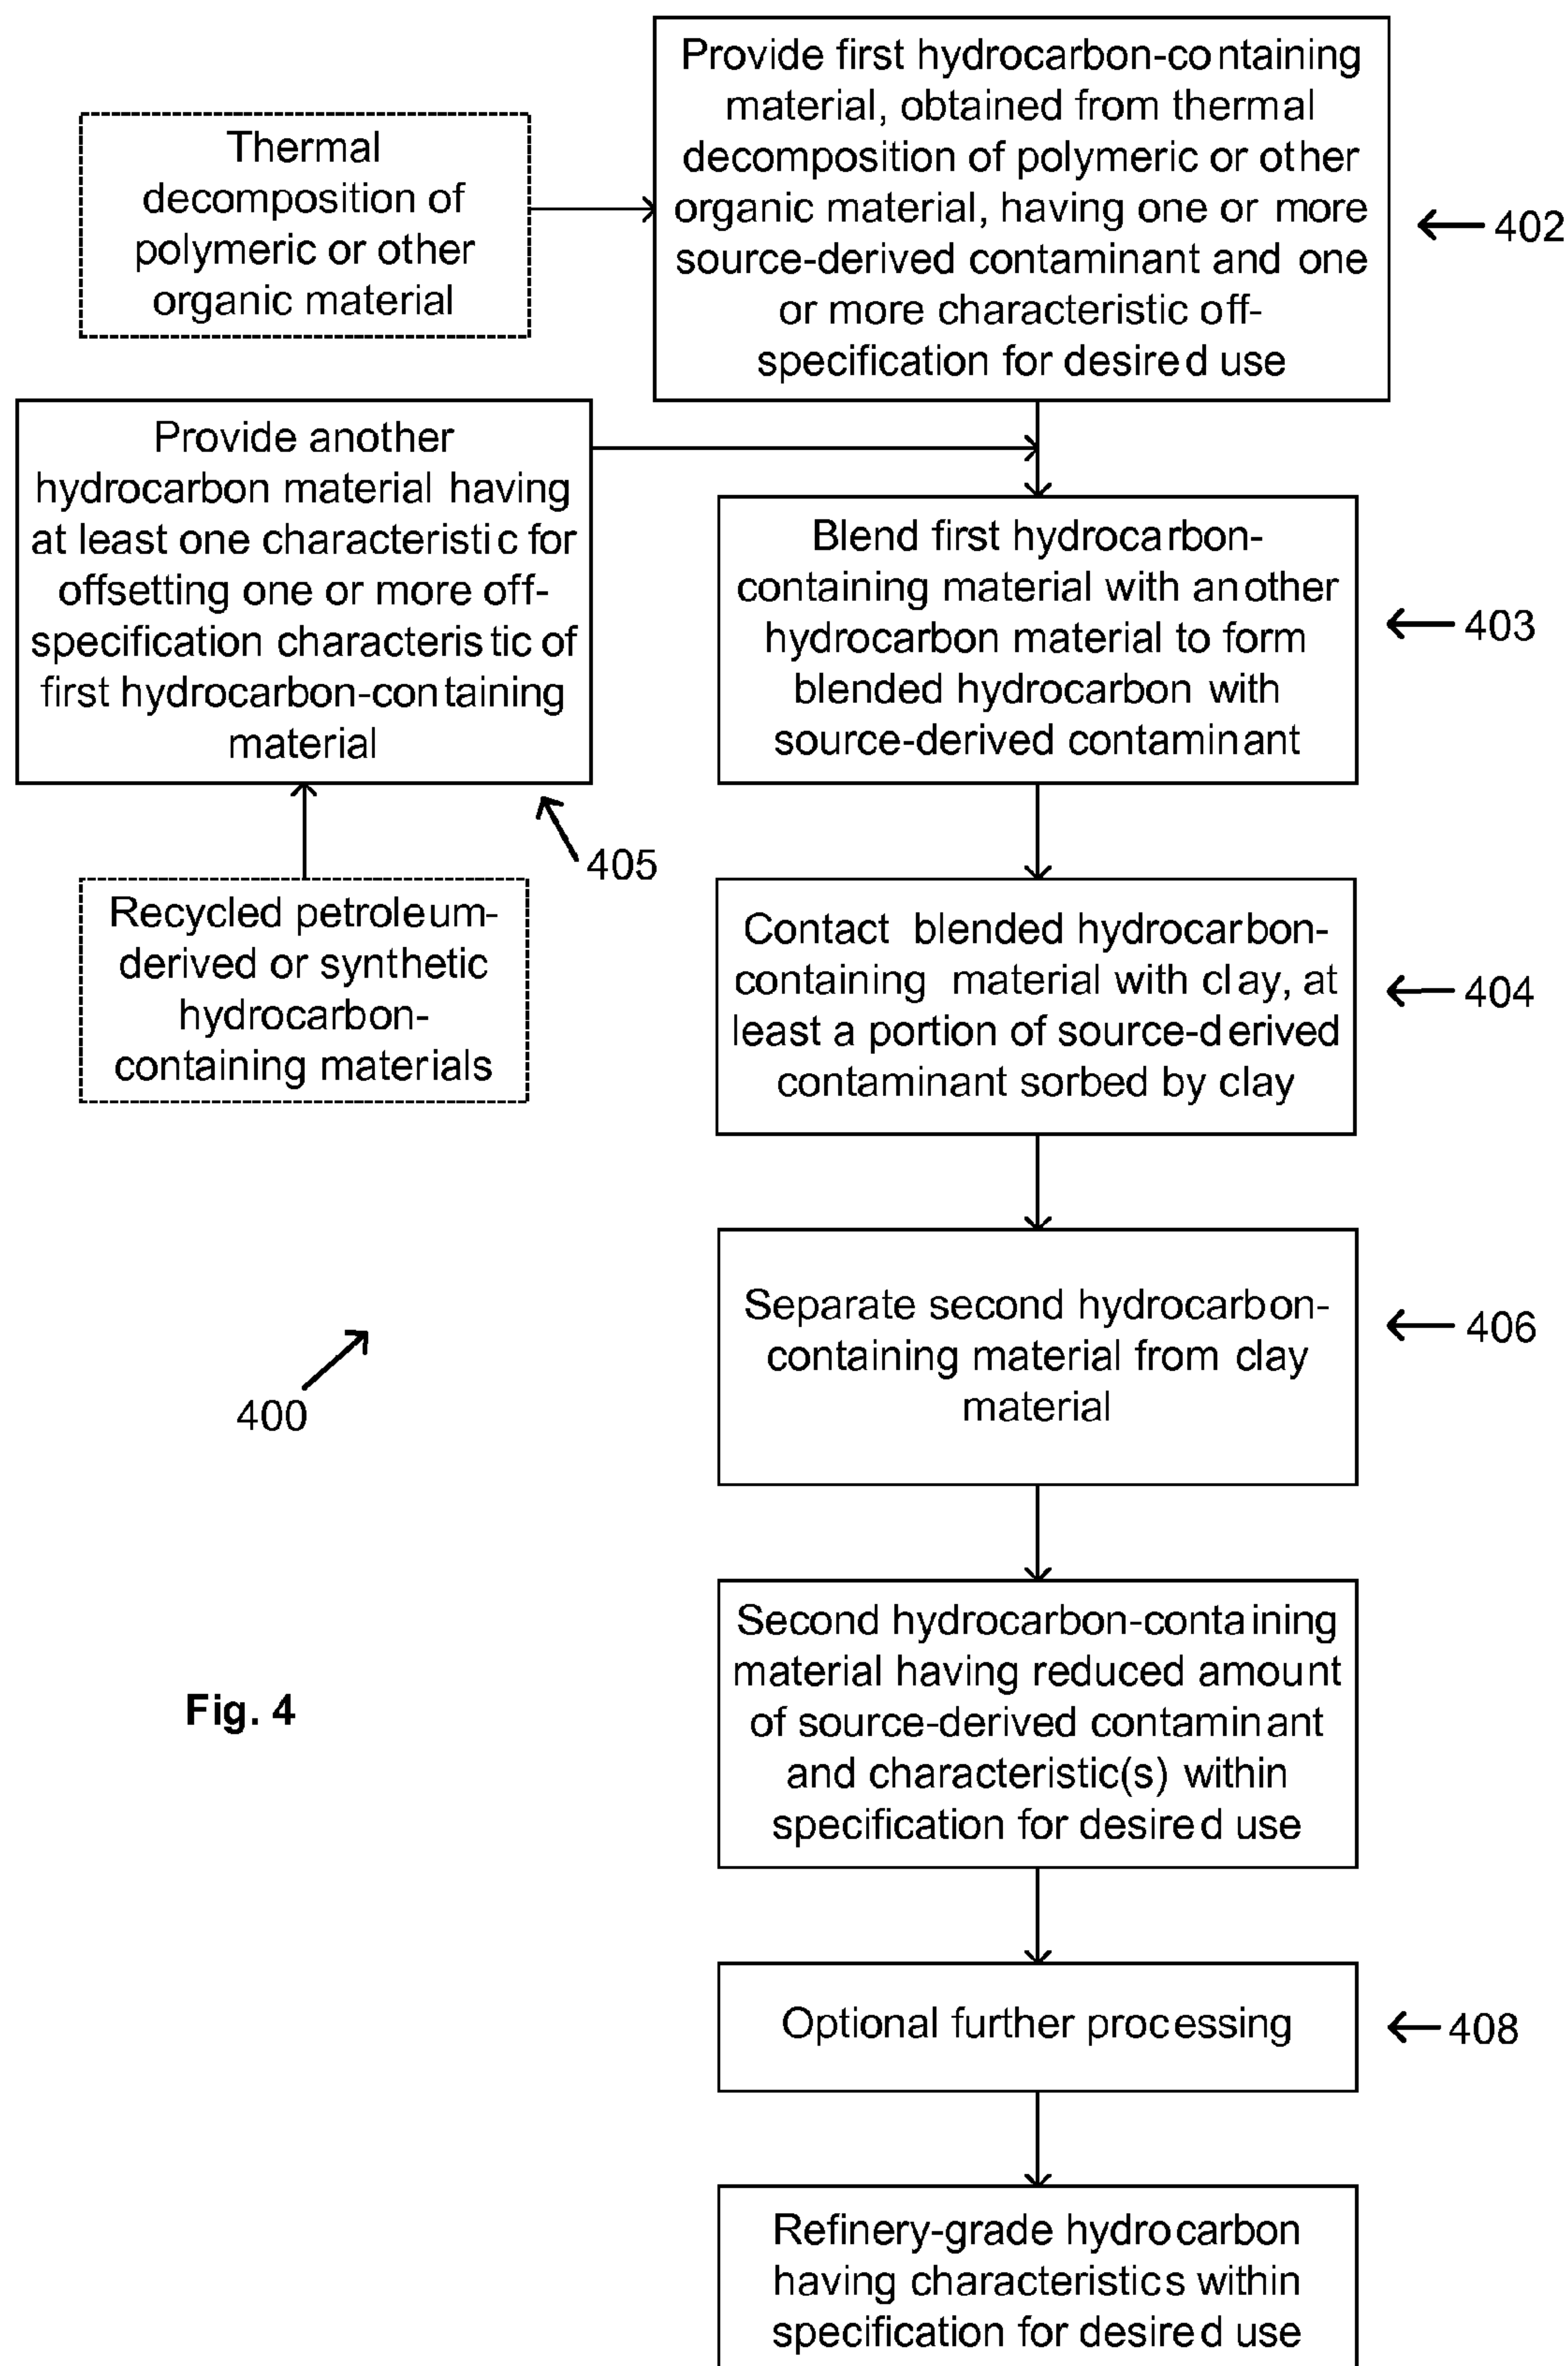 Provide first hydrocarbon-containing
material, obtained from thermal
decomposition of polymeric or other
organic material, having one or more
source-derived contaminant and one
or more characteristic off-
specification for desired use
402
Thermal
decomposition of
polymeric or other
organic material
Provide another
hydrocarbon material having
at least one characteristic for
offsetting one or more off-
specification characteristic of
first hydrocarbon-containing
material
405
Recycled petroleum-
derived or synthetic
hydrocarbon-
containing materials
Blend first hydrocarbon-
containing material with another
hydrocarbon material to form
blended hydrocarbon with
source-derived contaminant
403
Contact blended hydrocarbon-
containing material with clay, at
least a portion of source-derived
contaminant sorbed by clay
404
Separate second hydrocarbon-
containing material from clay
material
406
400
Second hydrocarbon-containing
material having reduced amount
of source-derived contaminant
and characteristic(s) within
specification for desired use
Fig. 4
Optional further processing
408
Refinery-grade hydrocarbon
having characteristics within
specification for desired use